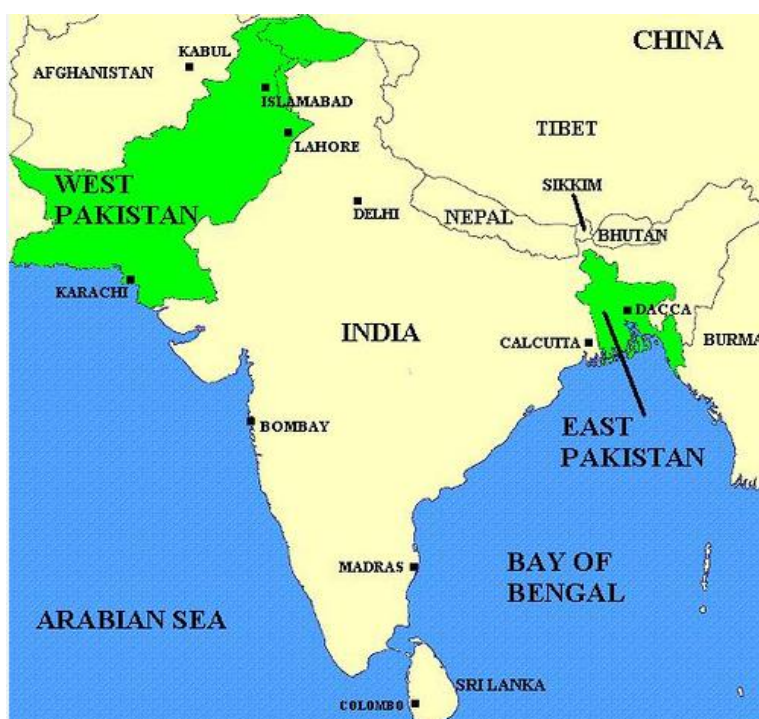 CHINA
KABUL
AFGHANISTAN
ISLAMABAD
LAHORE
TIBET
WEST
PAKISTAN
SIKKIM
DELHI
NEPAL
BHUTAN
KARACHI
DACCA
INDIA
CALCUTTA
BURMA
BOMBAY
EAST
PAKISTAN
MADRAS
BAY OF
BENGAL
ARABIAN SEA
SRI LANKA
COLOMBO